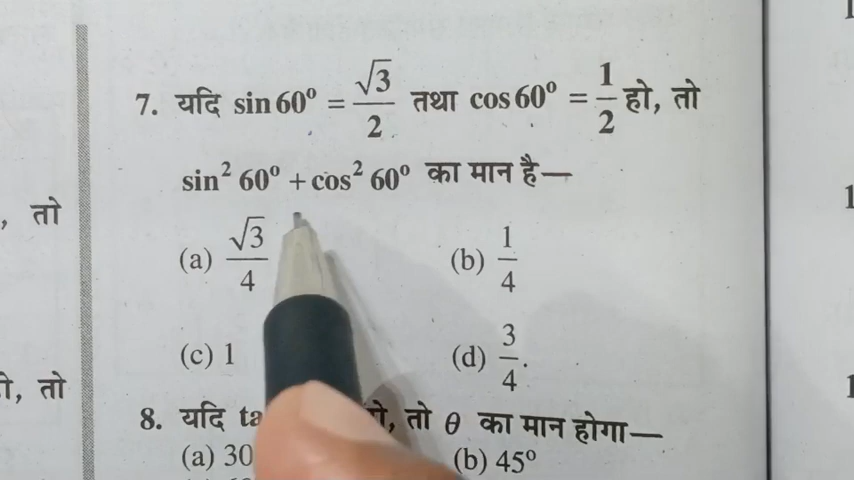 7. यदि sin 60° = √3/2 तथा cos 60° = 1/2 हो, तो
sin² 60° + cos² 60° का मान है—
(a) √3/4 (b) 1/4
(c) 1 (d) 3/4.
8. यदि ta तो θ का मान होगा—
(a) 30 (b) 45°
, तो
तो